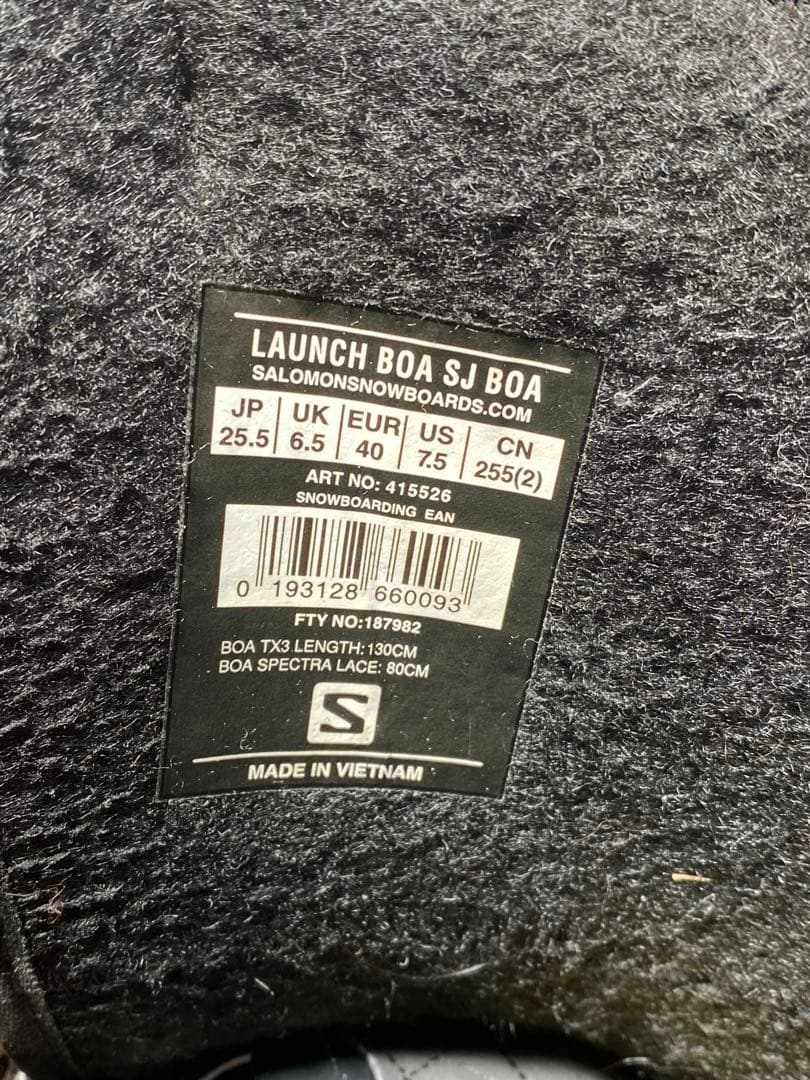 LAUNCH BOA SJ BOA
SALOMONSNOWBOARDS.COM
JP UK EUR US CN
25.5 6.5 40 7.5 255(2)
ART NO: 415526
SNOWBOARDING EAN
0 193128 660093
FTY NO:187982
BOA TX3 LENGTH: 130CM
BOA SPECTRA LACE: 80CM
S
MADE IN VIETNAM